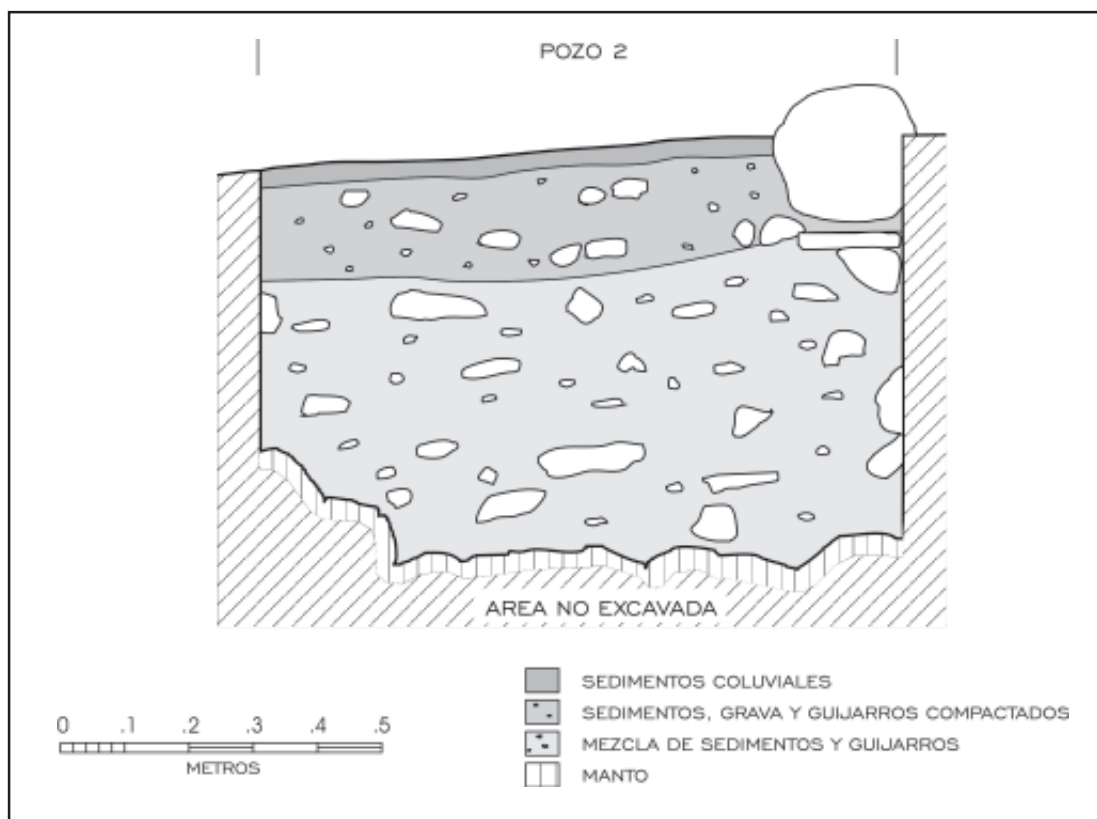 POZO 2
AREA NO EXCAVADA
SEDIMENTOS COLUVIALES
SEDIMENTOS, GRAVA Y GUIJARROS COMPACTADOS
MEZCLA DE SEDIMENTOS Y GUIJARROS
MANTO
0 .1 .2 .3 .4 .5
METROS